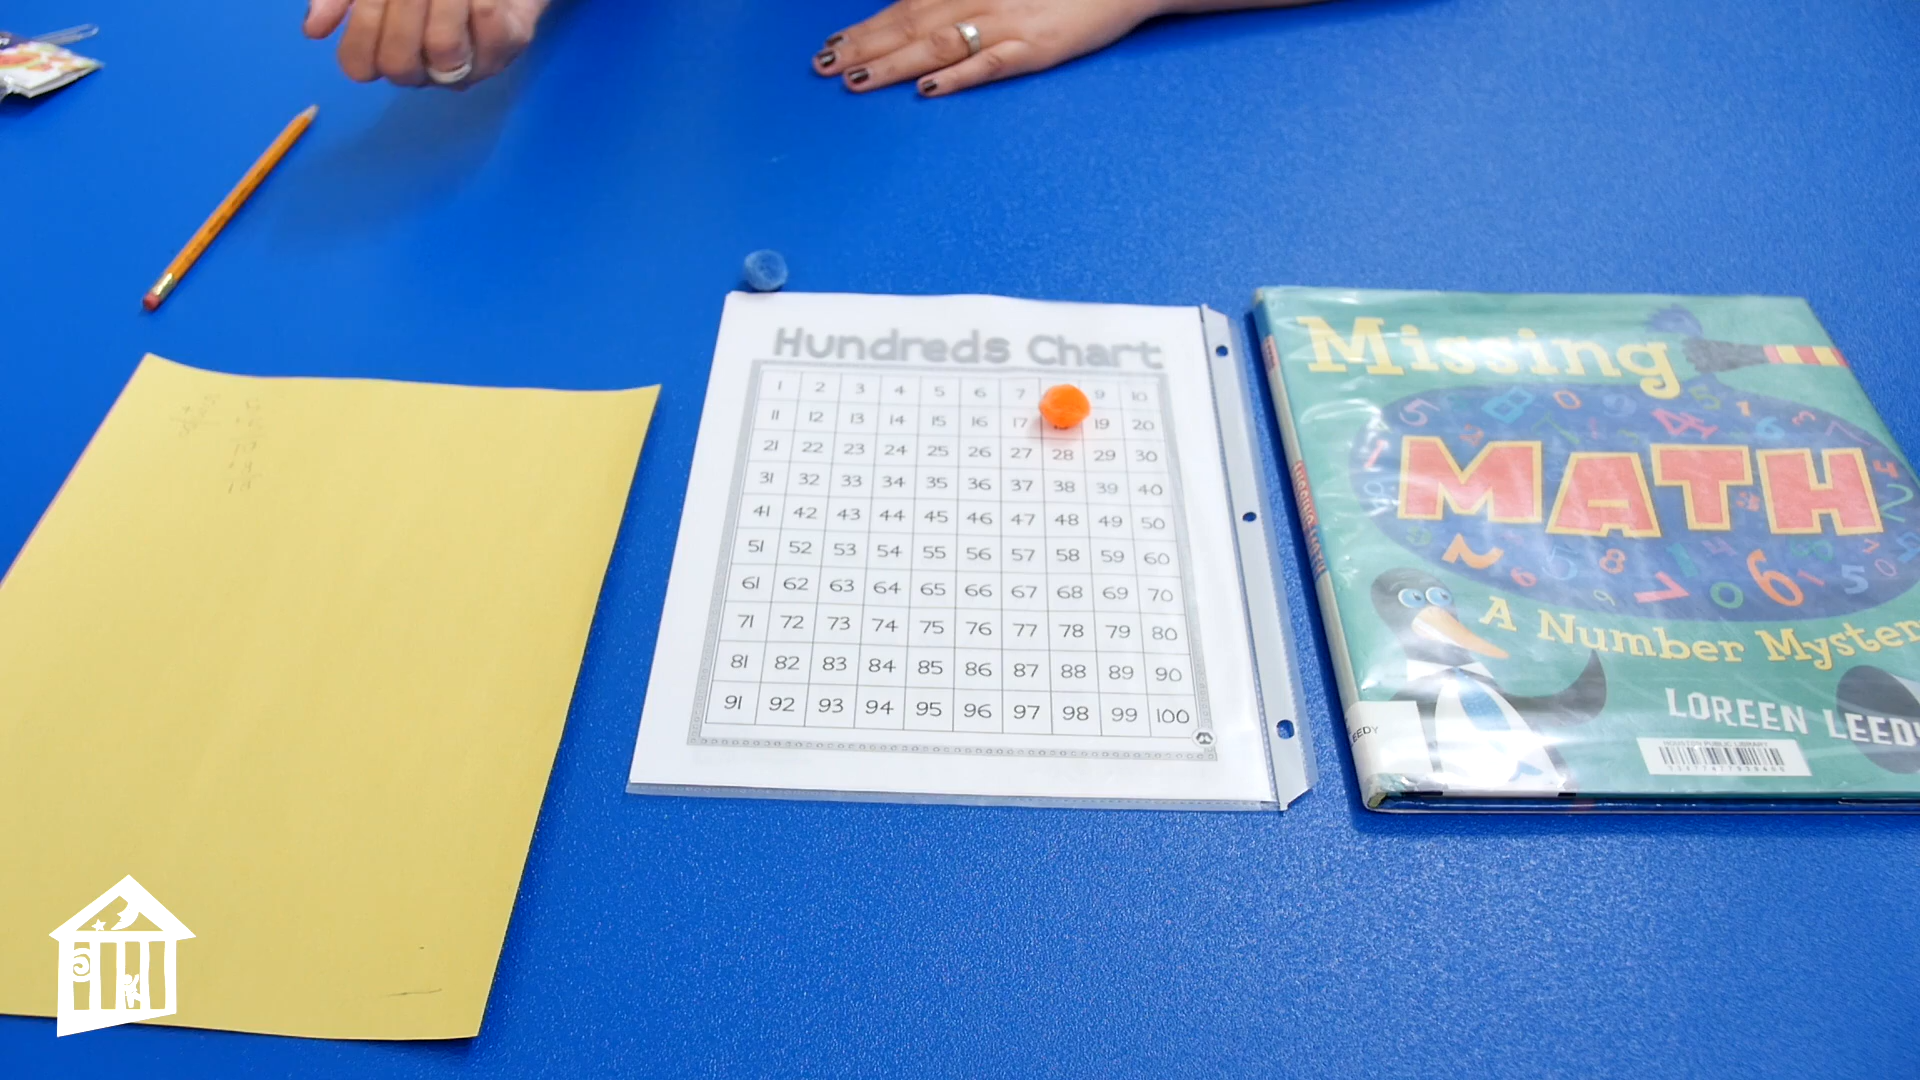 Hundreds Chart
1 2 3 4 5 6 7 9 10
11 12 13 14 15 16 17 19 20
21 22 23 24 25 26 27 28 29 30
31 32 33 34 35 36 37 38 39 40
41 42 43 44 45 46 47 48 49 50
51 52 53 54 55 56 57 58 59 60
61 62 63 64 65 66 67 68 69 70
71 72 73 74 75 76 77 78 79 80
81 82 83 84 85 86 87 88 89 90
91 92 93 94 95 96 97 98 99 100
Missing
MATH
A Number Myster
LOREEN LEEDY
EEDY
HOUSTON PUBLIC LIBRARY